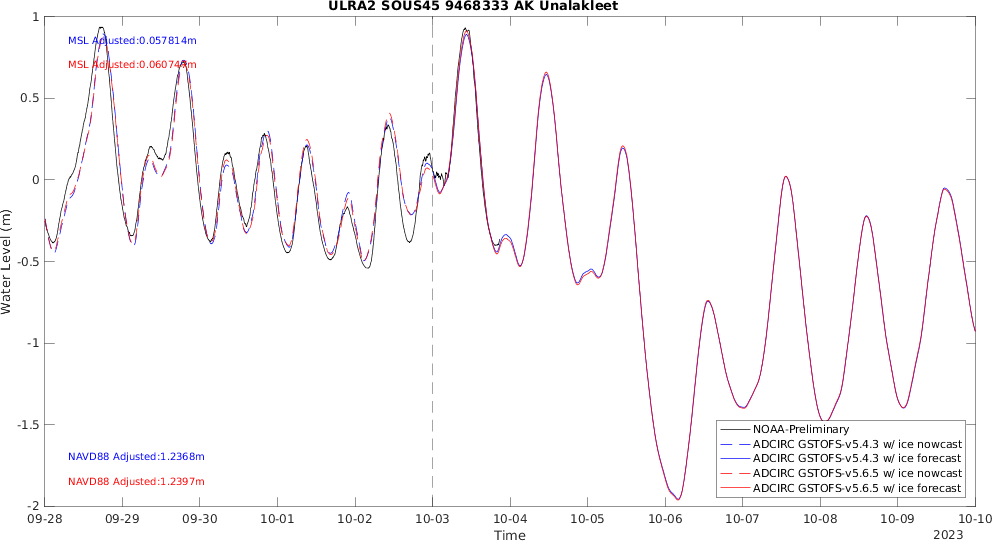 ULRA2 SOUS45 9468333 AK Unalakleet
MSL Adjusted:0.057814m
MSL Adjusted:0.060749m
NAVD88 Adjusted:1.2368m
NAVD88 Adjusted:1.2397m
Water Level (m)
1
0.5
0
-0.5
-1
-1.5
-2
NOAA-Preliminary
ADCIRC GSTOFS-v5.4.3 w/ ice nowcast
ADCIRC GSTOFS-v5.4.3 w/ ice forecast
ADCIRC GSTOFS-v5.6.5 w/ ice nowcast
ADCIRC GSTOFS-v5.6.5 w/ ice forecast
09-28 09-29 09-30 10-01 10-02 10-03 10-04 10-05 10-06 10-07 10-08 10-09 10-10
Time
2023